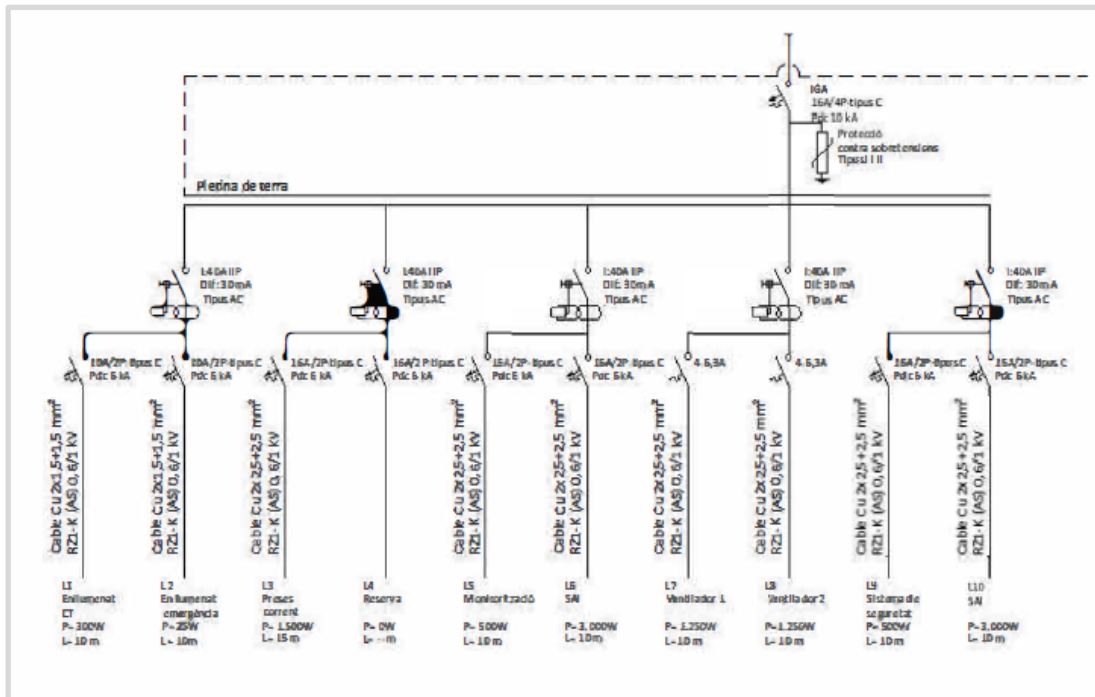 IGA
16A/4P-tipus C
Pdc 10 kA
Protecció
contra sobretensions
Tipus I I II
Pletina de terra
I:40A IIP
Dif: 30 mA
Tipus AC
I:40A IIP
Dif: 30 mA
Tipus AC
I:40A IIP
Dif: 30 mA
Tipus AC
I:40A IIP
Dif: 30 mA
Tipus AC
I:40A IIP
Dif: 30 mA
Tipus AC
10A/2P-tipus C
Pdc 6 kA
10A/2P-tipus C
Pdc 6 kA
16A/2P-tipus C
Pdc 6 kA
16A/2P-tipus C
Pdc 6 kA
16A/2P-tipus C
Pdc 6 kA
16A/2P-tipus C
Pdc 6 kA
4-6,3A
4-6,3A
16A/2P-tipus C
Pdc 6 kA
16A/2P-tipus C
Pdc 6 kA
Cable Cu 2x1,5+1,5 mm²
RZ1-K (AS) 0,6/1 kV
Cable Cu 2x1,5+1,5 mm²
RZ1-K (AS) 0,6/1 kV
Cable Cu 2x2,5+2,5 mm²
RZ1-K (AS) 0,6/1 kV
Cable Cu 2x2,5+2,5 mm²
RZ1-K (AS) 0,6/1 kV
Cable Cu 2x2,5+2,5 mm²
RZ1-K (AS) 0,6/1 kV
Cable Cu 2x2,5+2,5 mm²
RZ1-K (AS) 0,6/1 kV
Cable Cu 2x2,5+2,5 mm²
RZ1-K (AS) 0,6/1 kV
Cable Cu 2x2,5+2,5 mm²
RZ1-K (AS) 0,6/1 kV
Cable Cu 2x2,5+2,5 mm²
RZ1-K (AS) 0,6/1 kV
L1
Enllumenat
CT
P= 300W
L= 10 m
L2
Enllumenat
emergència
P= 25W
L= 10m
L3
Preses
corrent
P= 1.500W
L= 15 m
L4
Reserva
P= 0W
L= -- m
L5
Monitorització
P= 500W
L= 10 m
L6
SAI
P= 3.000W
L= 10 m
L7
Ventilador 1
P= 1.250W
L= 10 m
L8
Ventilador 2
P= 1.250W
L= 10 m
L9
Sistema de
seguretat
P= 500W
L= 10 m
L10
SAI
P= 3.000W
L= 10 m